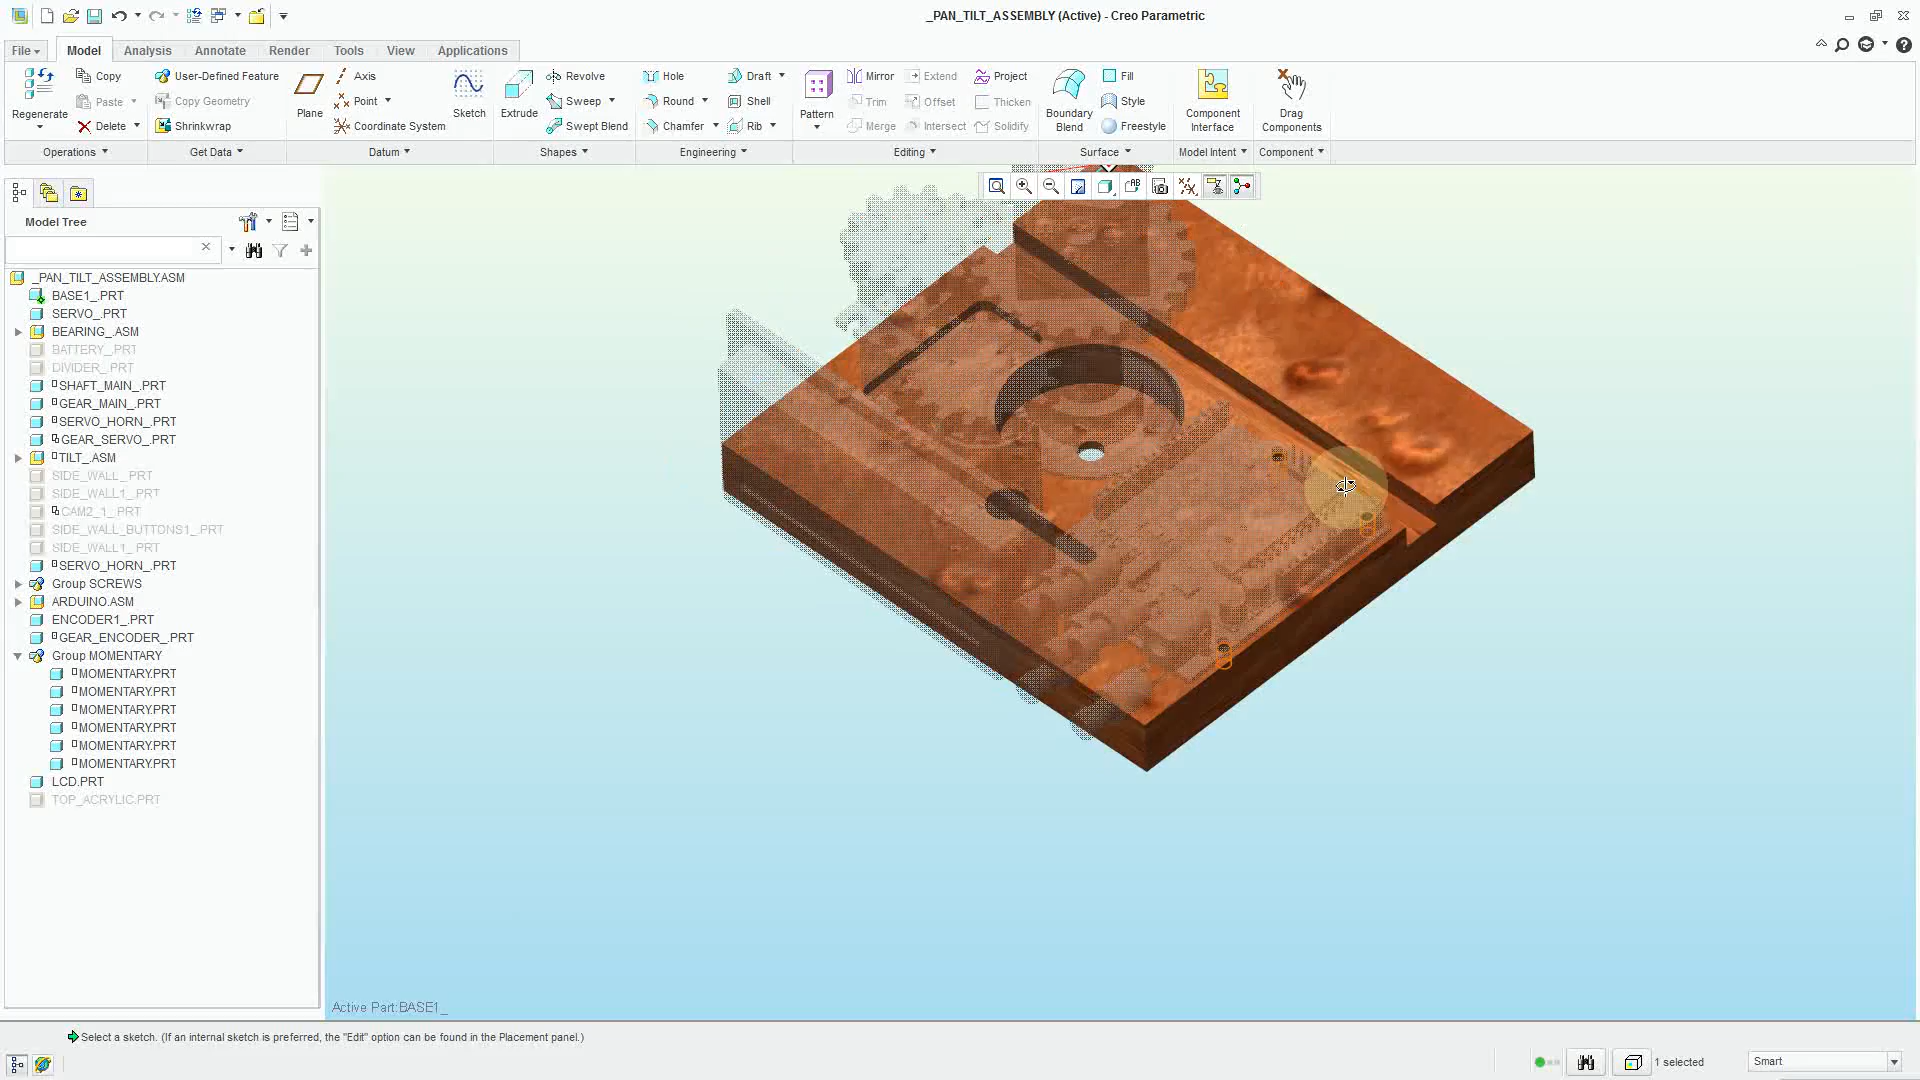 _PAN_TILT_ASSEMBLY (Active) - Creo Parametric
File Model Analysis Annotate Render Tools View Applications
Regenerate Copy User-Defined Feature Plane Axis Sketch Extrude Revolve Hole Draft Pattern Mirror Extend Project Boundary Blend Fill Component Interface Drag Components
Paste Copy Geometry Point Sweep Round Shell Trim Offset Thicken Style
Delete Shrinkwrap Coordinate System Swept Blend Chamfer Rib Merge Intersect Solidify Freestyle
Operations Get Data Datum Shapes Engineering Editing Surface Model Intent Component
Model Tree
_PAN_TILT_ASSEMBLY.ASM
BASE1_.PRT
SERVO_.PRT
BEARING_.ASM
BATTERY_.PRT
DIVIDER_.PRT
SHAFT_MAIN_.PRT
GEAR_MAIN_.PRT
SERVO_HORN_.PRT
GEAR_SERVO_.PRT
TILT_.ASM
SIDE_WALL_.PRT
SIDE_WALL1_.PRT
CAM2_1_.PRT
SIDE_WALL_BUTTONS1_.PRT
SIDE_WALL1_.PRT
SERVO_HORN_.PRT
Group SCREWS
ARDUINO.ASM
ENCODER1_.PRT
GEAR_ENCODER_.PRT
Group MOMENTARY
MOMENTARY.PRT
MOMENTARY.PRT
MOMENTARY.PRT
MOMENTARY.PRT
MOMENTARY.PRT
MOMENTARY.PRT
LCD.PRT
TOP_ACRYLIC.PRT
Active Part:BASE1_
Select a sketch. (If an internal sketch is preferred, the "Edit" option can be found in the Placement panel.)
1 selected
Smart